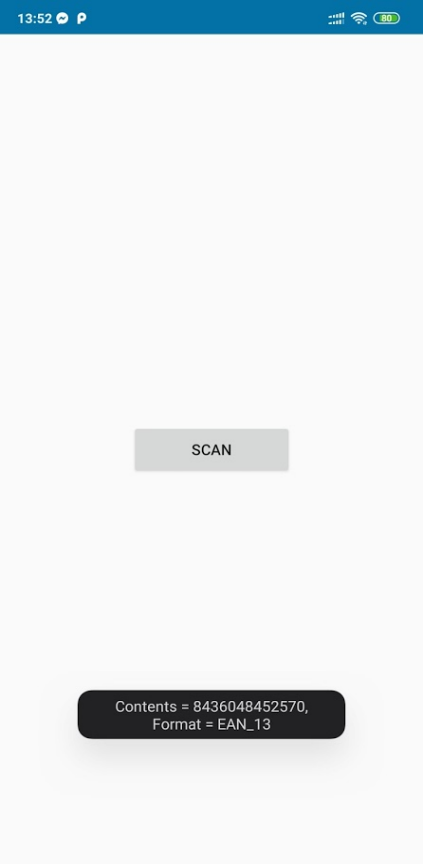 13:52
80
SCAN
Contents = 8436048452570,
Format = EAN_13